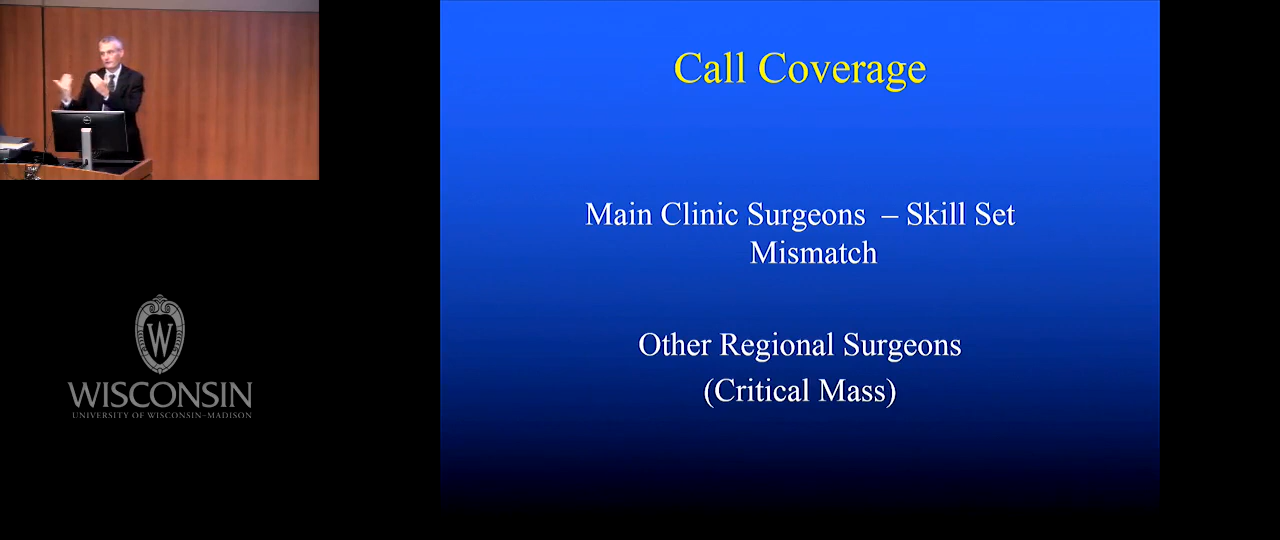 Call Coverage
Main Clinic Surgeons – Skill Set
Mismatch
Other Regional Surgeons
(Critical Mass)
W
WISCONSIN
UNIVERSITY OF WISCONSIN–MADISON